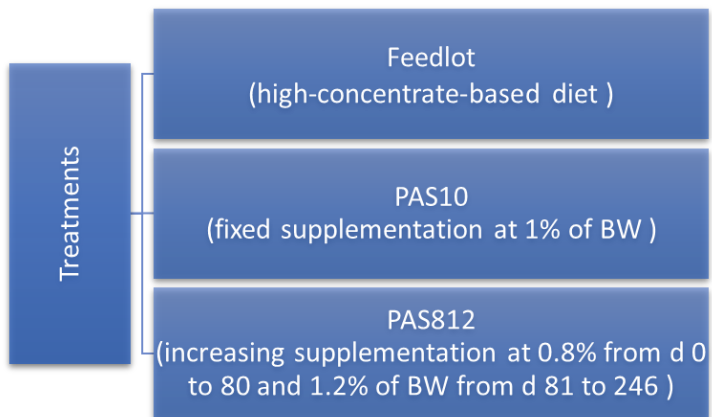 Treatments
Feedlot
(high-concentrate-based diet )
PAS10
(fixed supplementation at 1% of BW )
PAS812
(increasing supplementation at 0.8% from d 0
to 80 and 1.2% of BW from d 81 to 246 )